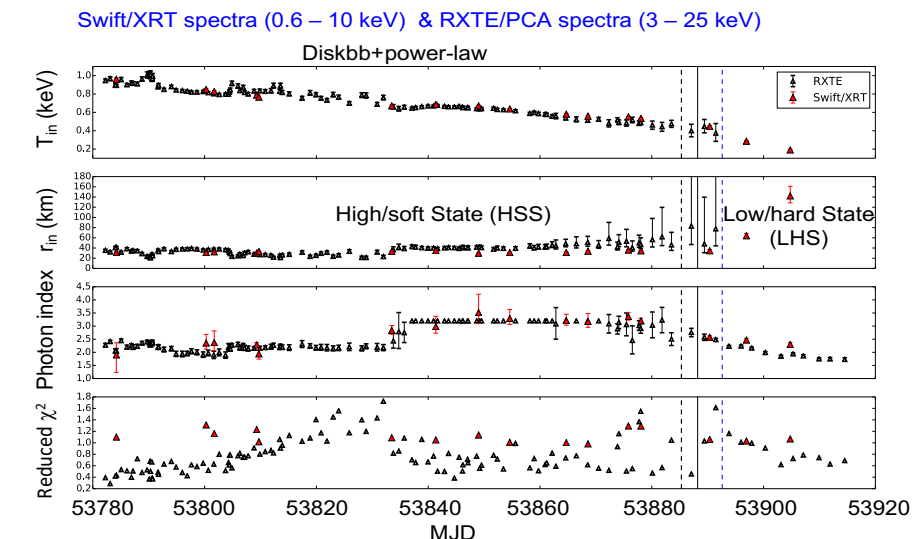 Swift/XRT spectra (0.6 – 10 keV) & RXTE/PCA spectra (3 – 25 keV)
Diskbb+power-law
T_in (keV)
1.0
0.8
0.6
0.4
0.2
RXTE
Swift/XRT
r_in (km)
180
160
140
120
100
80
60
40
20
0
High/soft State (HSS)
Low/hard State
(LHS)
Photon index
4.5
4.0
3.5
3.0
2.5
2.0
1.5
1.0
Reduced χ²
1.8
1.6
1.4
1.2
1.0
0.8
0.6
0.4
0.2
53780 53800 53820 53840 53860 53880 53900 53920
MJD